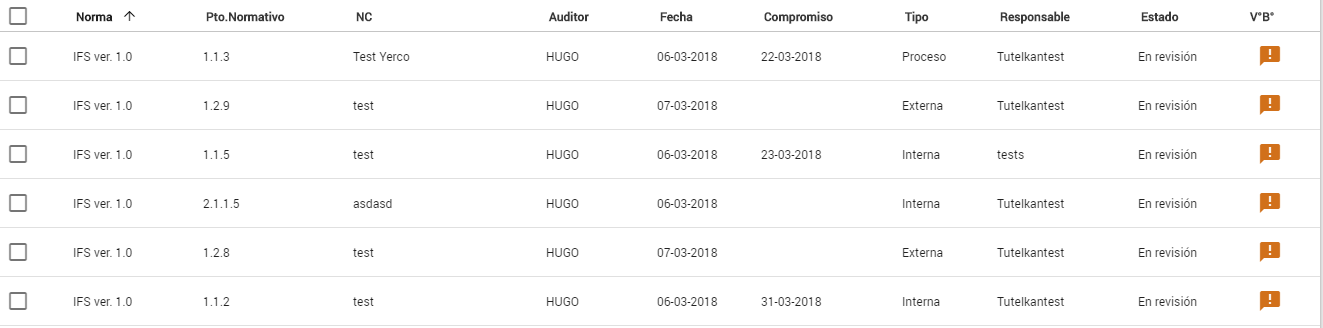 Norma Pto.Normativo NC Auditor Fecha Compromiso Tipo Responsable Estado V°B°
IFS ver. 1.0 1.1.3 Test Yerco HUGO 06-03-2018 22-03-2018 Proceso Tutelkantest En revisión
IFS ver. 1.0 1.2.9 test HUGO 07-03-2018 Externa Tutelkantest En revisión
IFS ver. 1.0 1.1.5 test HUGO 06-03-2018 23-03-2018 Interna tests En revisión
IFS ver. 1.0 2.1.1.5 asdasd HUGO 06-03-2018 Interna Tutelkantest En revisión
IFS ver. 1.0 1.2.8 test HUGO 07-03-2018 Externa Tutelkantest En revisión
IFS ver. 1.0 1.1.2 test HUGO 06-03-2018 31-03-2018 Interna Tutelkantest En revisión